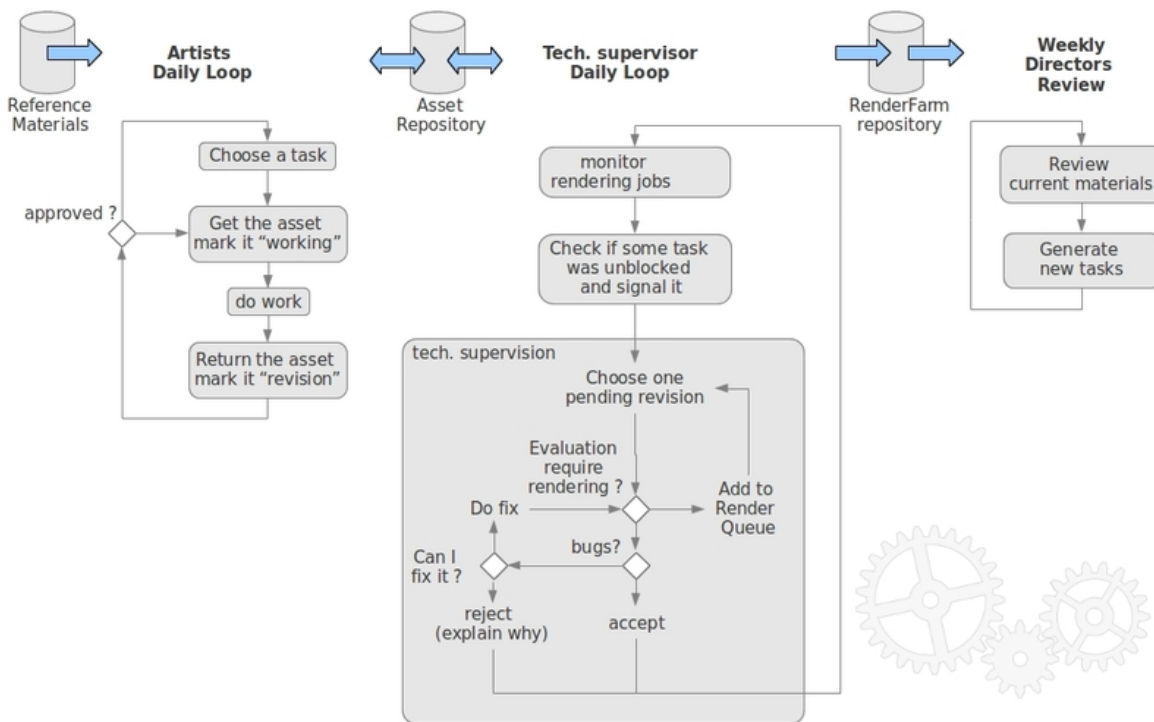 Reference
Materials
Artists
Daily Loop
Choose a task
approved ?
Get the asset
mark it “working”
do work
Return the asset
mark it “revision”
Asset
Repository
Tech. supervisor
Daily Loop
monitor
rendering jobs
Check if some task
was unblocked
and signal it
tech. supervision
Choose one
pending revision
Evaluation
require
rendering ?
Add to
Render
Queue
Do fix
bugs?
Can I
fix it ?
reject
(explain why)
accept
RenderFarm
repository
Weekly
Directors
Review
Review
current materials
Generate
new tasks